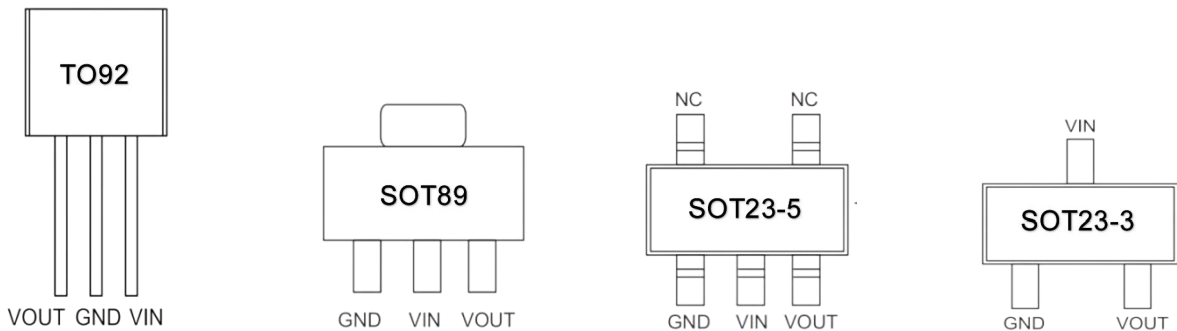 TO92
VOUT GND VIN
SOT89
GND VIN VOUT
NC NC
SOT23-5
GND VIN VOUT
VIN
SOT23-3
GND VOUT